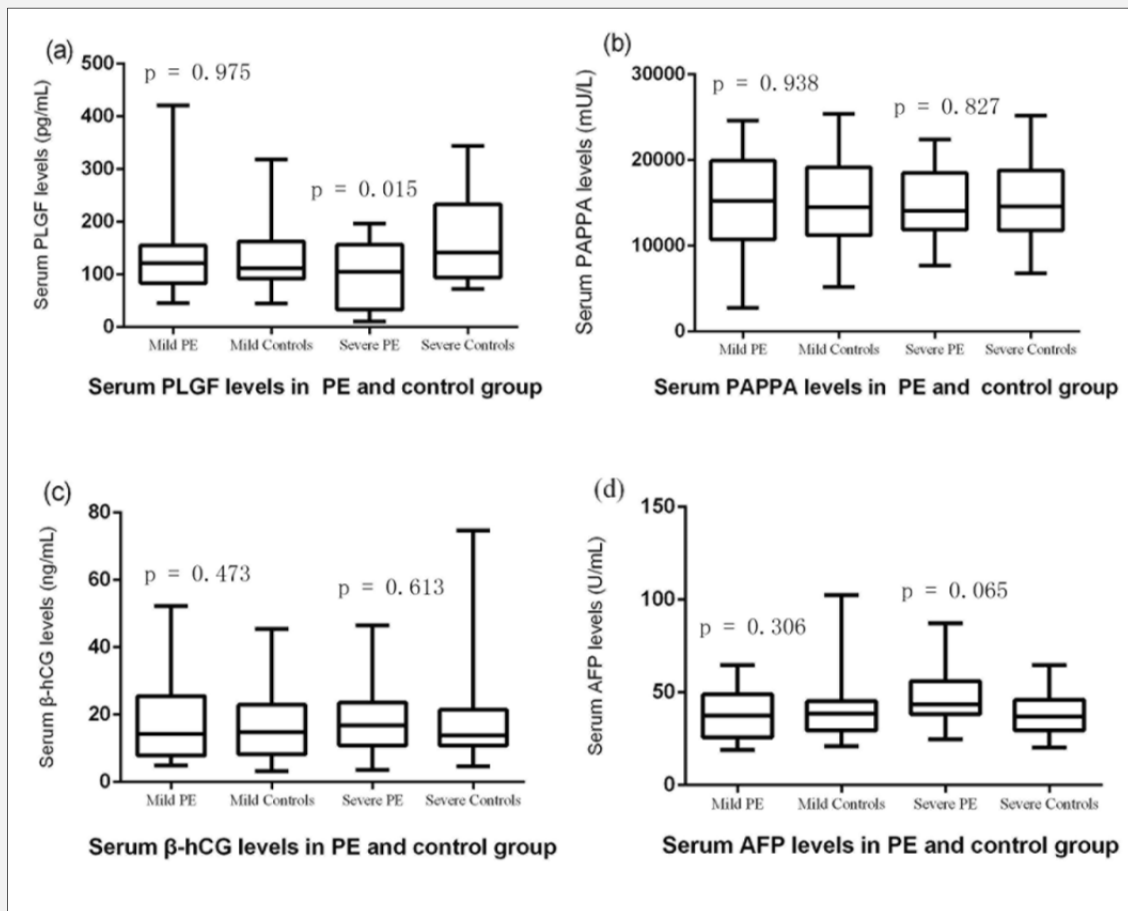 (a)
Serum PLGF levels (pg/mL)
500
400
300
200
100
0
p = 0.975
p = 0.015
Mild PE
Mild Controls
Severe PE
Severe Controls
Serum PLGF levels in PE and control group
(b)
Serum PAPPA levels (mU/L)
30000
20000
10000
0
p = 0.938
p = 0.827
Mild PE
Mild Controls
Severe PE
Severe Controls
Serum PAPPA levels in PE and control group
(c)
Serum β-hCG levels (ng/mL)
80
60
40
20
0
p = 0.473
p = 0.613
Mild PE
Mild Controls
Severe PE
Severe Controls
Serum β-hCG levels in PE and control group
(d)
Serum AFP levels (U/mL)
150
100
50
0
p = 0.306
p = 0.065
Mild PE
Mild Controls
Severe PE
Severe Controls
Serum AFP levels in PE and control group